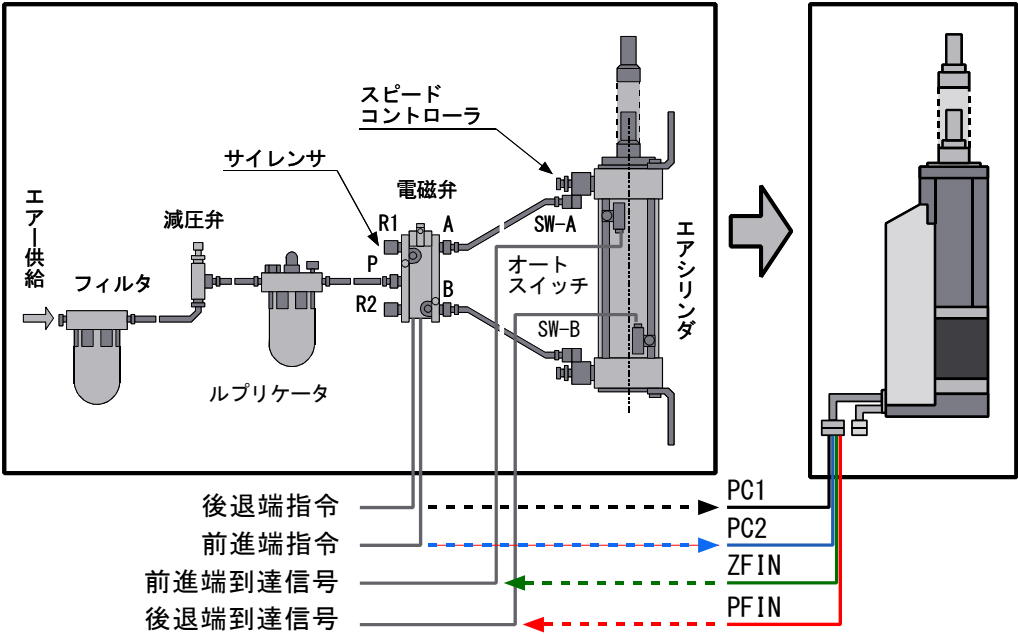 スピード
コントローラ
サイレンサ
電磁弁
エアー供給
減圧弁
R1
A
SW-A
エアシリンダ
P
オート
スイッチ
フィルタ
B
R2
SW-B
ルプリケータ
後退端指令
PC1
前進端指令
PC2
前進端到達信号
ZFIN
後退端到達信号
PFIN